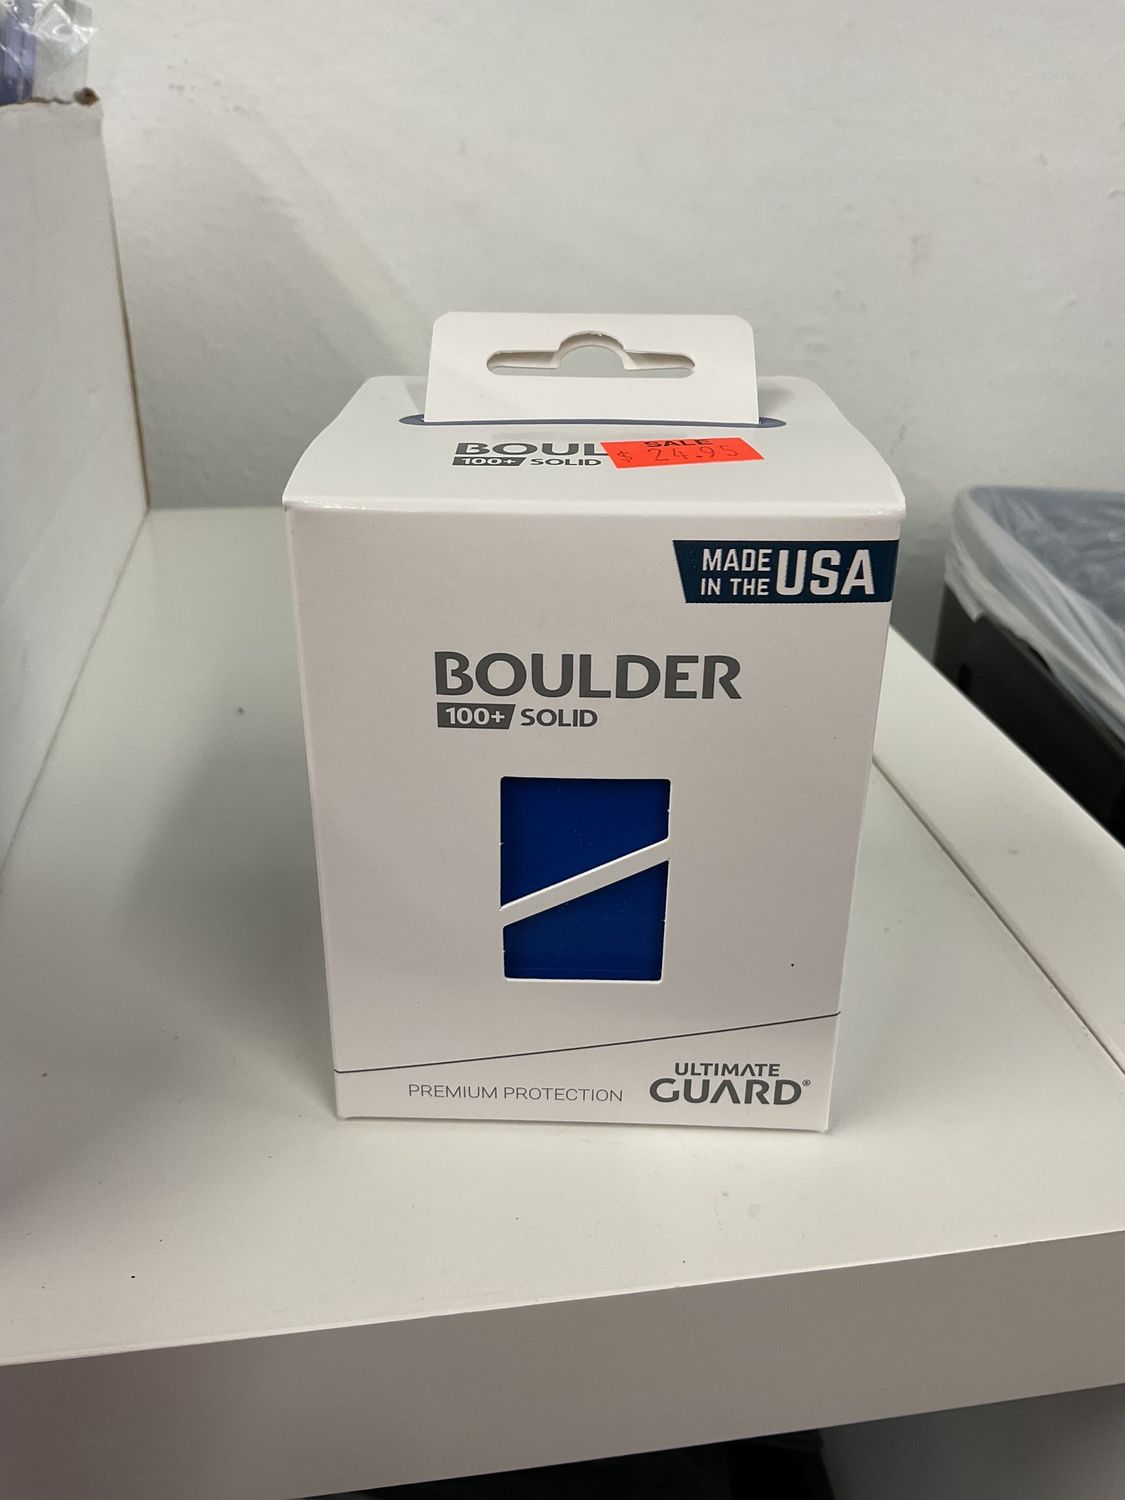 BOUL
100+ SOLID
SALE
$ 24.95
MADE
IN THE USA
BOULDER
100+ SOLID
PREMIUM PROTECTION
ULTIMATE
GUARD®